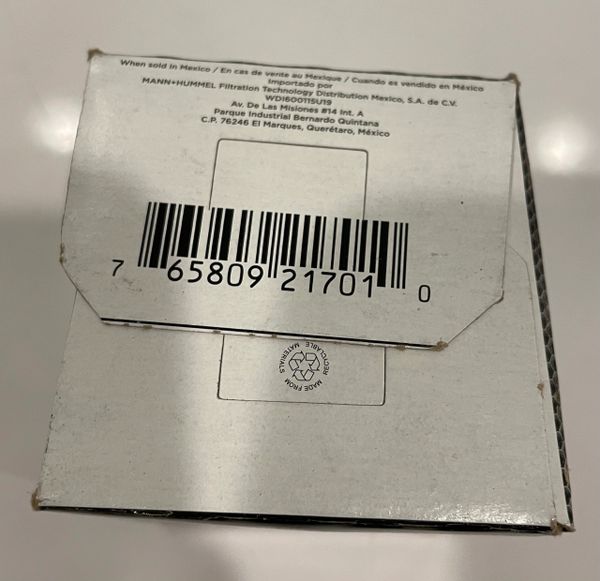 When sold in Mexico / En cas de vente au Mexique / Cuando es vendido en México
Importado por
MANN+HUMMEL Filtration Technology Distribution Mexico, S.A. de C.V.
WDI600115U19
Av. De Las Misiones #14 Int. A
Parque Industrial Bernardo Quintana
C.P. 76246 El Marques, Querétaro, México
7 65809 21701 0
MADE FROM RECYCLABLE MATERIALS